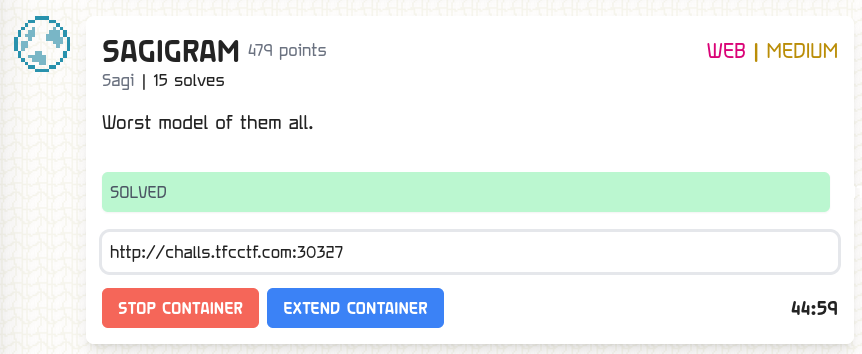 SAGIGRAM 479 points WEB | MEDIUM
Sagi | 15 solves
Worst model of them all.
SOLVED
http://challs.tfcctf.com:30327
STOP CONTAINER EXTEND CONTAINER 44:59